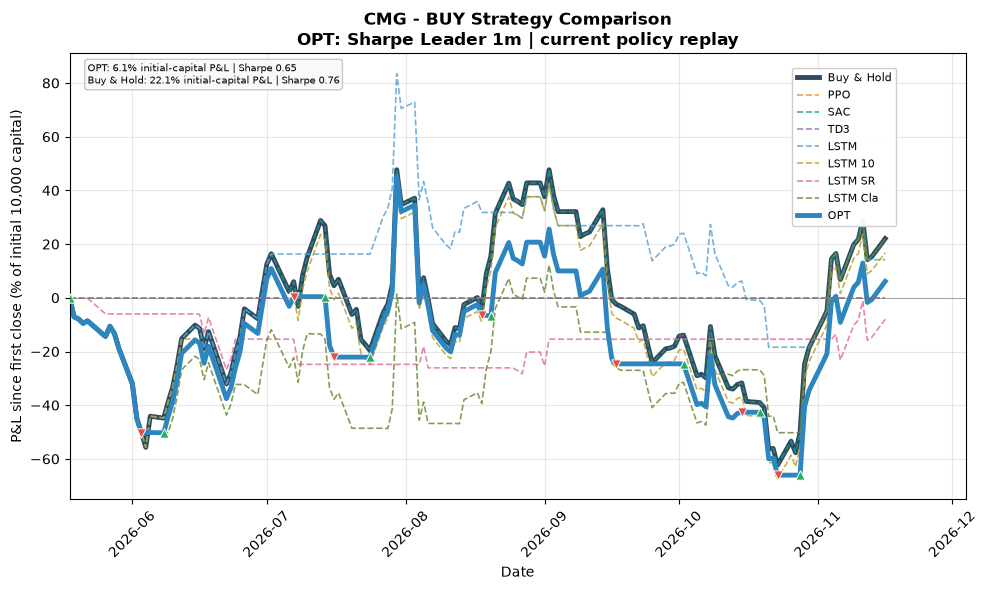 CMG - BUY Strategy Comparison
OPT: Sharpe Leader 1m | current policy replay
OPT: 6.1% initial-capital P&L | Sharpe 0.65
Buy & Hold: 22.1% initial-capital P&L | Sharpe 0.76
Buy & Hold
PPO
SAC
TD3
LSTM
LSTM 10
LSTM SR
LSTM Cla
OPT
P&L since first close (% of initial 10,000 capital)
80
60
40
20
0
−20
−40
−60
2026-06
2026-07
2026-08
2026-09
2026-10
2026-11
2026-12
Date